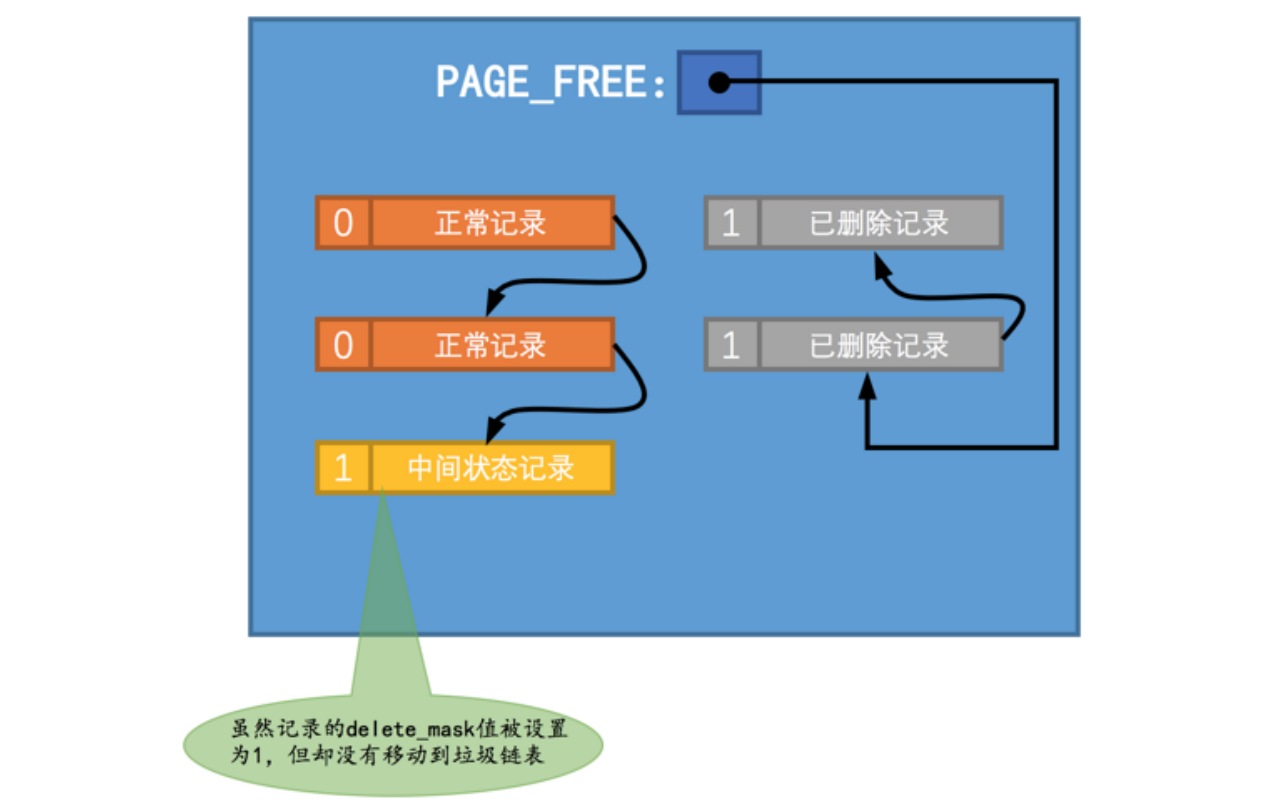 PAGE_FREE:
0 正常记录
1 已删除记录
0 正常记录
1 已删除记录
1 中间状态记录
虽然记录的delete_mask值被设置
为1，但却没有移动到垃圾链表